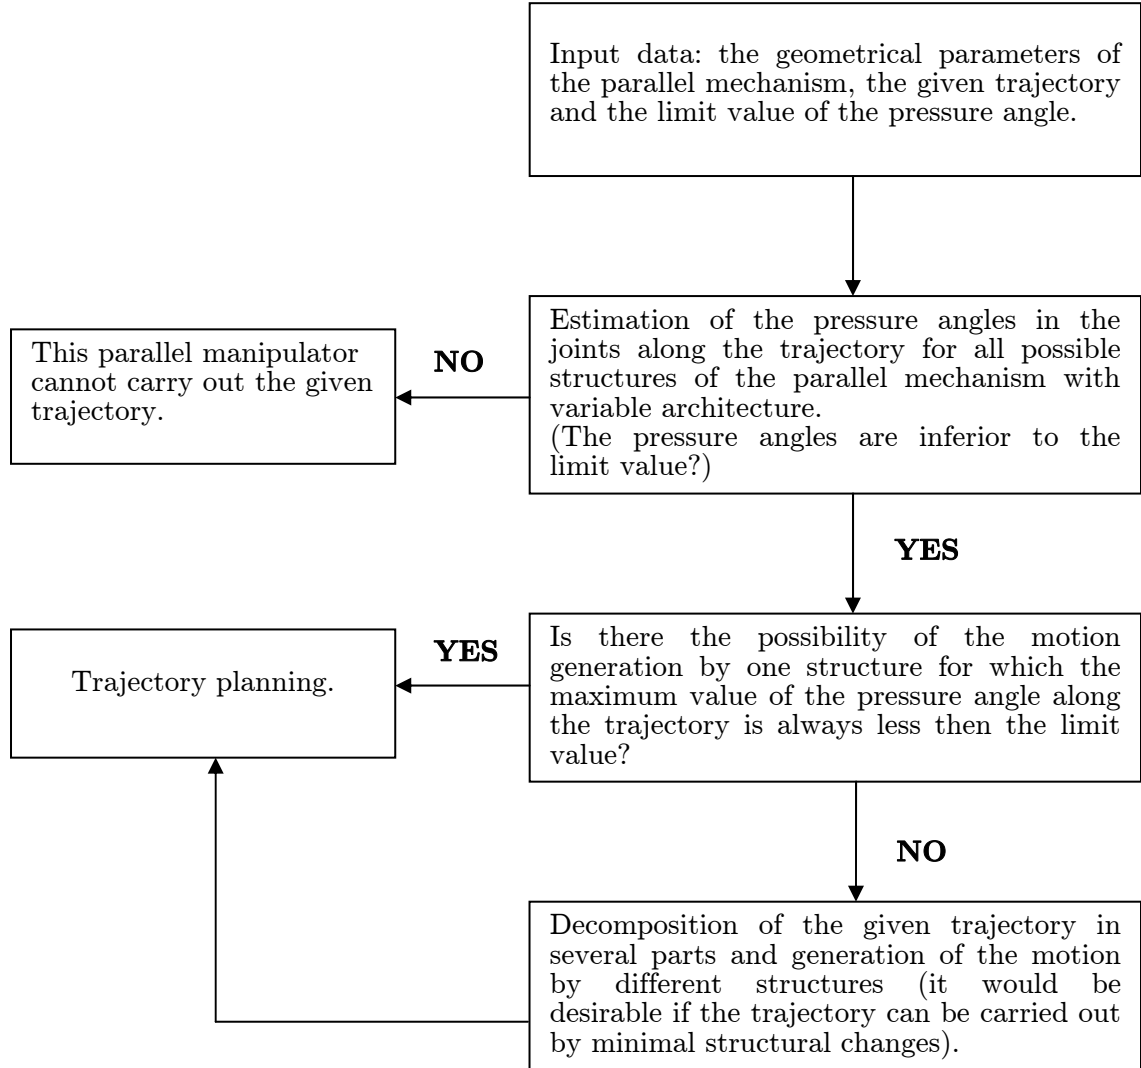 Input data: the geometrical parameters of
the parallel mechanism, the given trajectory
and the limit value of the pressure angle.
Estimation of the pressure angles in the
joints along the trajectory for all possible
structures of the parallel mechanism with
variable architecture.
(The pressure angles are inferior to the
limit value?)
NO
This parallel manipulator
cannot carry out the given
trajectory.
YES
Is there the possibility of the motion
generation by one structure for which the
maximum value of the pressure angle along
the trajectory is always less then the limit
value?
YES
Trajectory planning.
NO
Decomposition of the given trajectory in
several parts and generation of the motion
by different structures (it would be
desirable if the trajectory can be carried out
by minimal structural changes).